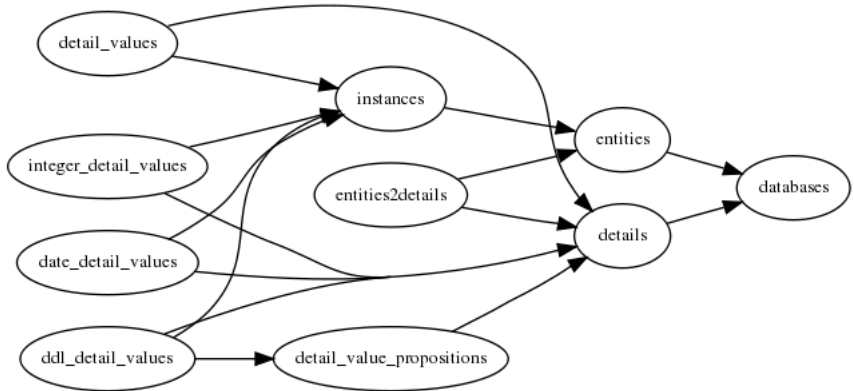 detail_values
instances
entities
integer_detail_values
entities2details
databases
details
date_detail_values
ddl_detail_values
detail_value_propositions